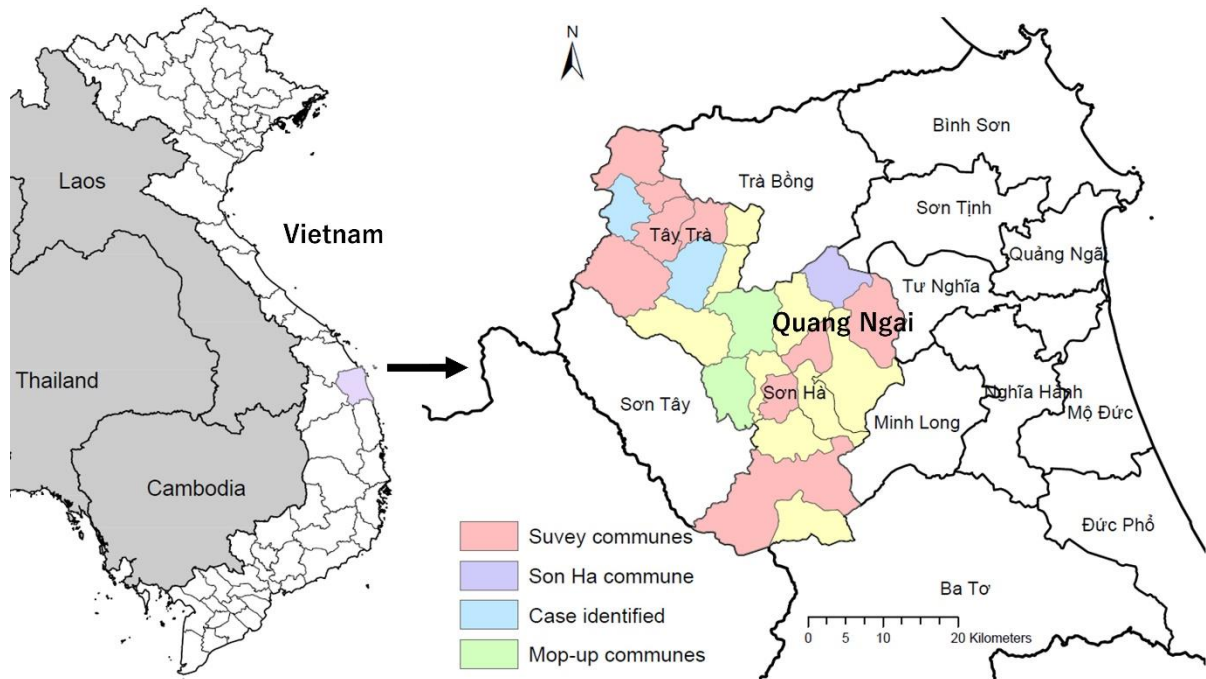 Laos
Vietnam
Thailand
Cambodia
N
Bình Sơn
Trà Bồng
Sơn Tịnh
Tây Trà
Quảng Ngãi
Tư Nghĩa
Quang Ngai
Sơn Tây
Sơn Hà
Nghĩa Hành
Minh Long
Mộ Đức
Đức Phổ
Ba Tơ
Suvey communes
Son Ha commune
Case identified
Mop-up communes
0 5 10 20 Kilometers